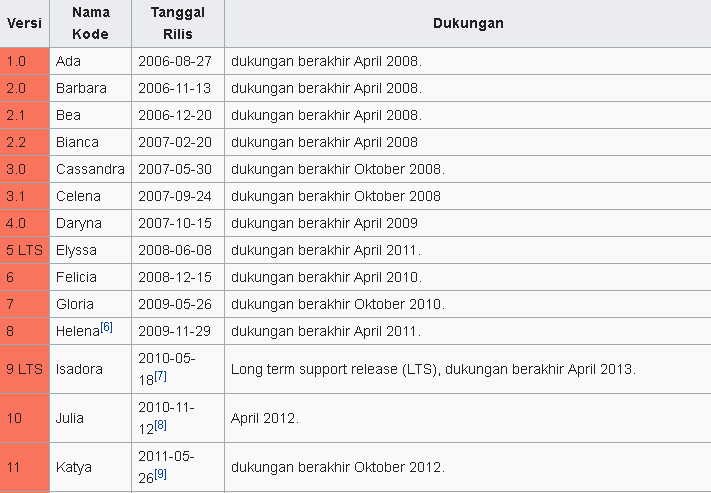 Versi Nama Kode Tanggal Rilis Dukungan
1.0 Ada 2006-08-27 dukungan berakhir April 2008.
2.0 Barbara 2006-11-13 dukungan berakhir April 2008.
2.1 Bea 2006-12-20 dukungan berakhir April 2008.
2.2 Bianca 2007-02-20 dukungan berakhir April 2008
3.0 Cassandra 2007-05-30 dukungan berakhir Oktober 2008.
3.1 Celena 2007-09-24 dukungan berakhir Oktober 2008
4.0 Daryna 2007-10-15 dukungan berakhir April 2009
5 LTS Elyssa 2008-06-08 dukungan berakhir April 2011.
6 Felicia 2008-12-15 dukungan berakhir April 2010.
7 Gloria 2009-05-26 dukungan berakhir Oktober 2010.
8 Helena[6] 2009-11-29 dukungan berakhir April 2011.
9 LTS Isadora 2010-05-18[7] Long term support release (LTS), dukungan berakhir April 2013.
10 Julia 2010-11-12[8] April 2012.
11 Katya 2011-05-26[9] dukungan berakhir Oktober 2012.